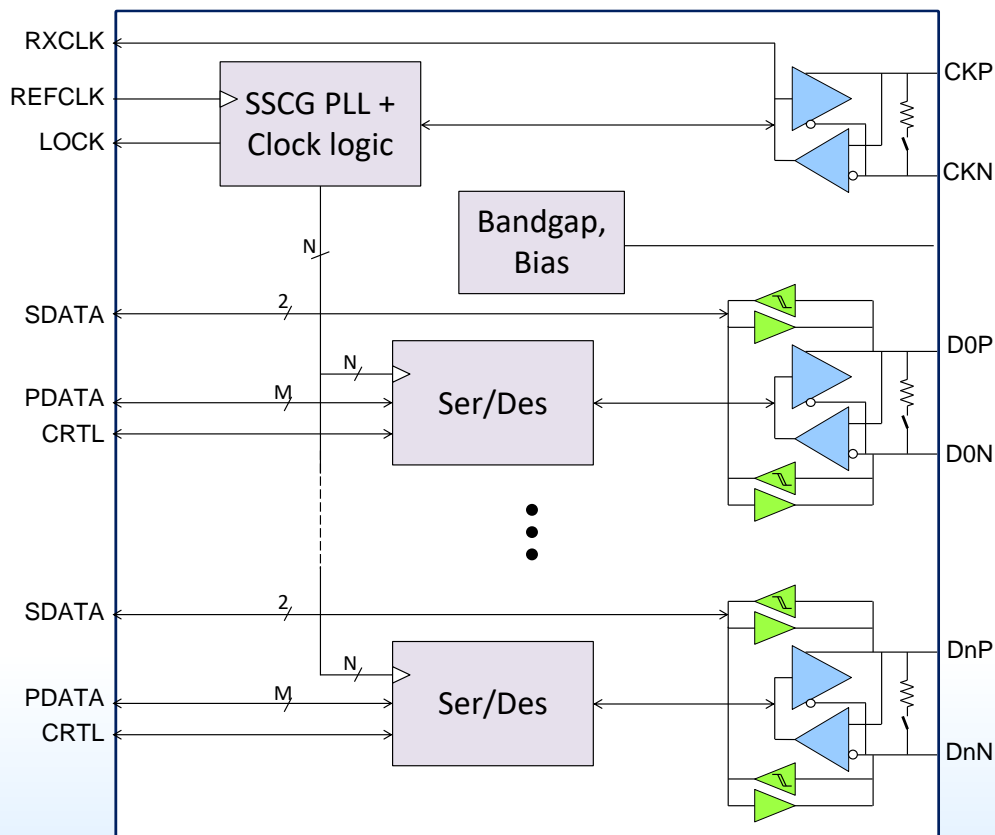 RXCLK
REFCLK
LOCK
SSCG PLL +
Clock logic
CKP
CKN
N
Bandgap,
Bias
SDATA
2
N
PDATA
M
CRTL
Ser/Des
D0P
D0N
SDATA
2
N
PDATA
M
CRTL
Ser/Des
DnP
DnN